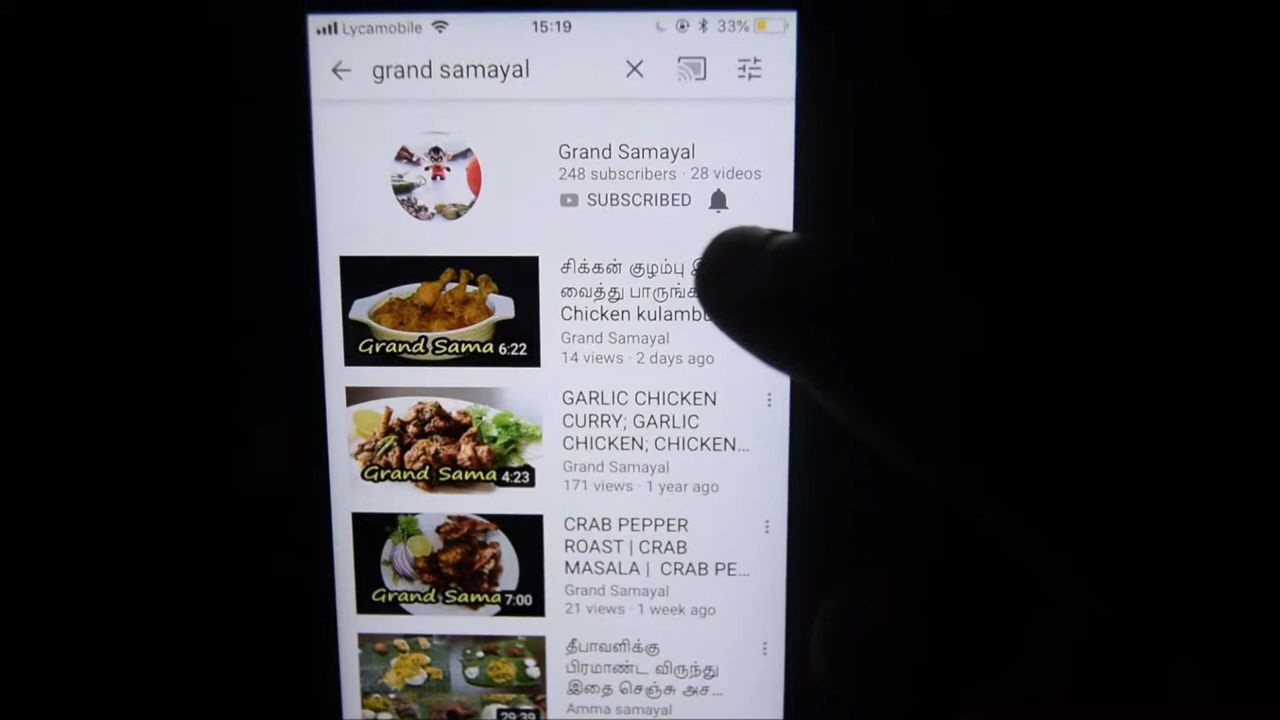 Lycamobile 15:19 33%
grand samayal
Grand Samayal
248 subscribers · 28 videos
SUBSCRIBED
சிக்கன் குழம்பு
வைத்து
Chicken kulambu
Grand Samayal
14 views · 2 days ago
Grand Sama 6:22
GARLIC CHICKEN
CURRY; GARLIC
CHICKEN; CHICKEN...
Grand Samayal
171 views · 1 year ago
Grand Sama 4:23
CRAB PEPPER
ROAST | CRAB
MASALA | CRAB PE...
Grand Samayal
21 views · 1 week ago
Grand Sama 7:00
தீபாவளிக்கு
பிரமாண்ட விருந்து
இதை செஞ்சு அச...
Amma samayal
29:39